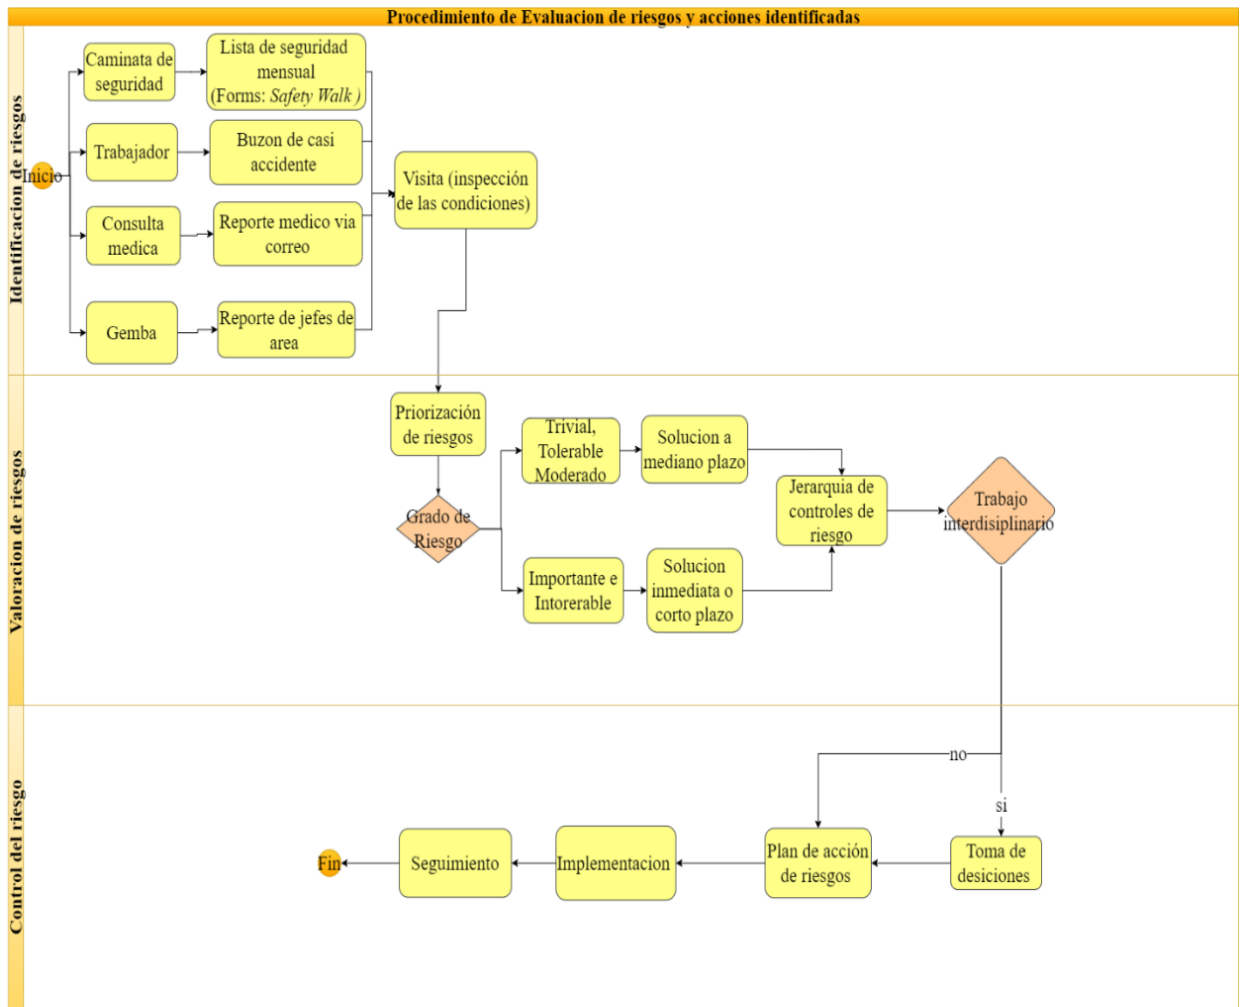 Procedimiento de Evaluacion de riesgos y acciones identificadas
Identificacion de riesgos
Inicio
Caminata de
seguridad
Lista de seguridad
mensual
(Forms: Safety Walk )
Trabajador
Buzon de casi
accidente
Consulta
medica
Reporte medico via
correo
Gemba
Reporte de jefes de
area
Visita (inspección
de las condiciones)
Valoracion de riesgos
Priorización
de riesgos
Grado de
Riesgo
Trivial,
Tolerable
Moderado
Solucion a
mediano plazo
Importante e
Intorerable
Solucion
inmediata o
corto plazo
Jerarquia de
controles de
riesgo
Trabajo
interdisiplinario
Control del riesgo
no
si
Toma de
desiciones
Plan de acción
de riesgos
Implementacion
Seguimiento
Fin